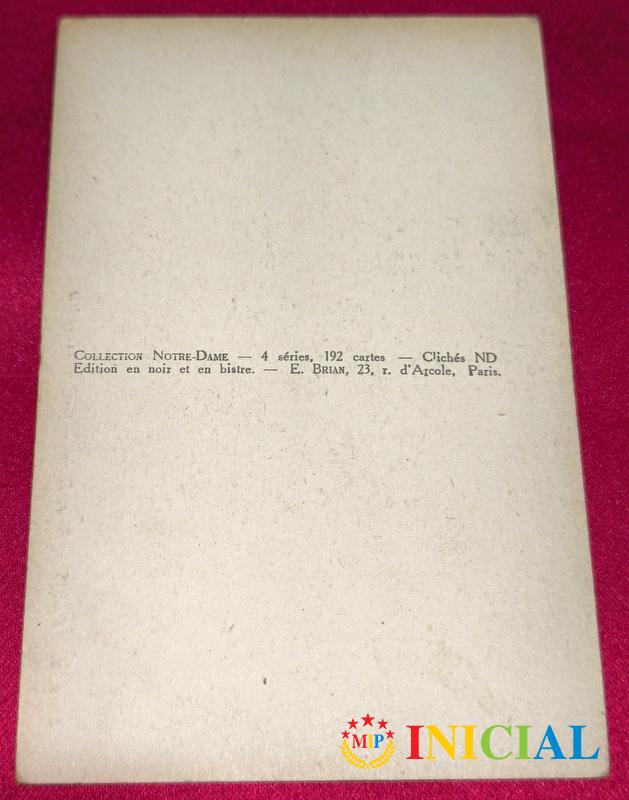 COLLECTION NOTRE-DAME — 4 séries, 192 cartes — Clichés ND
Edition en noir et en bistre. — E. BRIAN, 23, r. d'Arcole, Paris.
MIP INICIAL